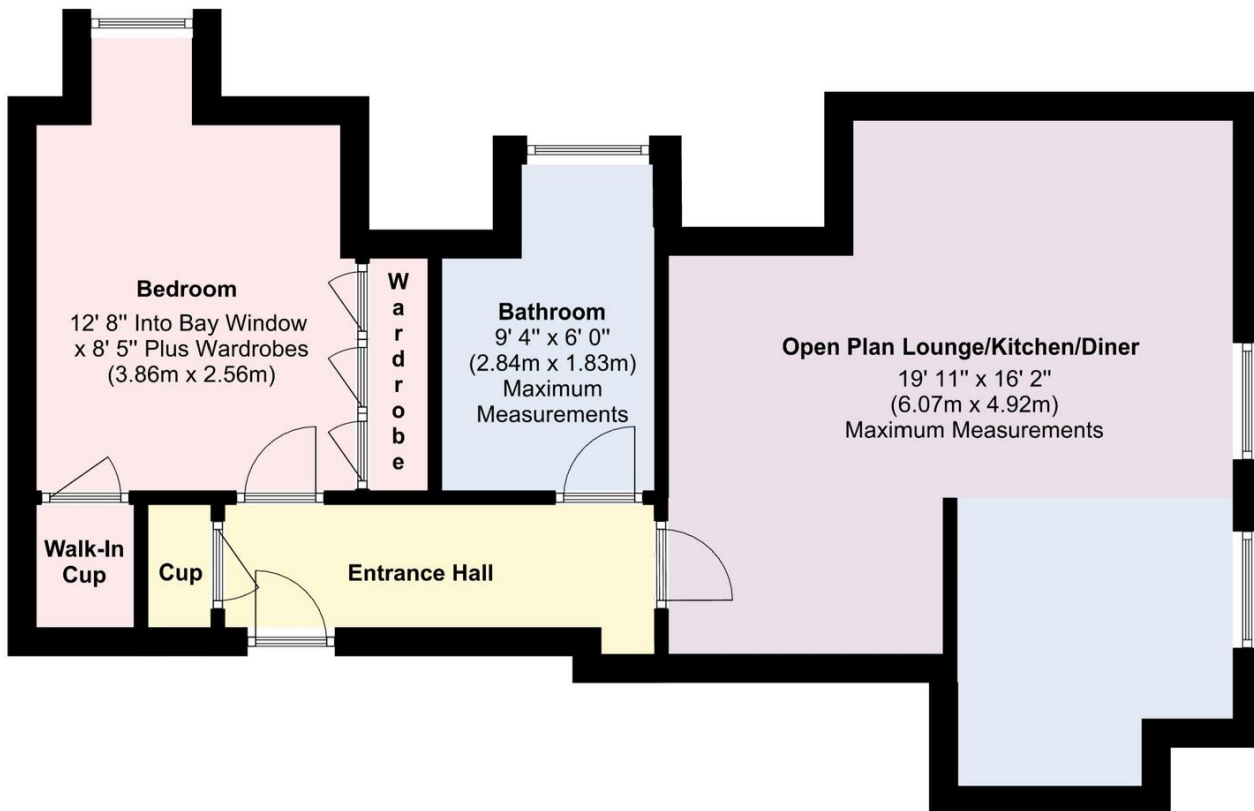 Bedroom
12' 8" Into Bay Window
x 8' 5" Plus Wardrobes
(3.86m x 2.56m)
Wardrobe
Bathroom
9' 4" x 6' 0"
(2.84m x 1.83m)
Maximum
Measurements
Open Plan Lounge/Kitchen/Diner
19' 11" x 16' 2"
(6.07m x 4.92m)
Maximum Measurements
Walk-In
Cup
Cup
Entrance Hall